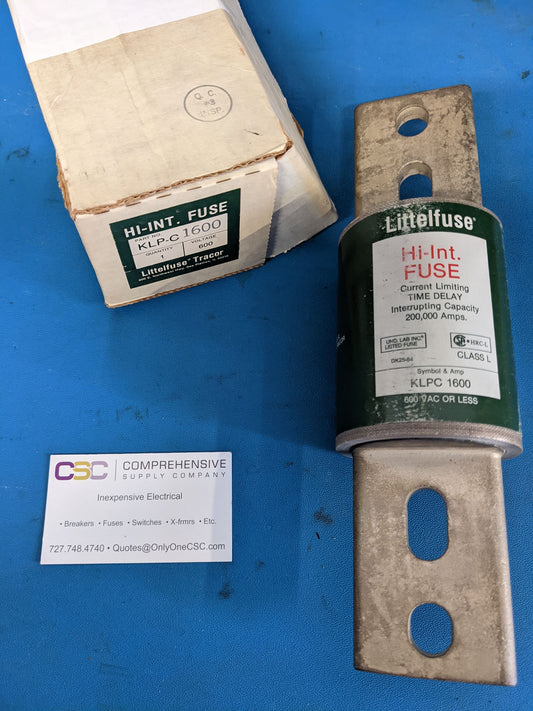 Q. C.
#3
INSP
HI-INT. FUSE
PART NO.
KLP-C 1600
QUANTITY
1
VOLTAGE
600
Littelfuse® Tracor
Littelfuse®
Hi-Int.
FUSE
Current Limiting
TIME DELAY
Interrupting Capacity
200,000 Amps.
UND. LAB INC®
LISTED FUSE
HRC-L
CLASS L
Symbol & Amp
KLPC 1600
600 VAC OR LESS
CSC | COMPREHENSIVE
SUPPLY COMPANY
Inexpensive Electrical
• Breakers • Fuses • Switches • X-frmrs • Etc.
727.748.4740 • Quotes@OnlyOneCSC.com